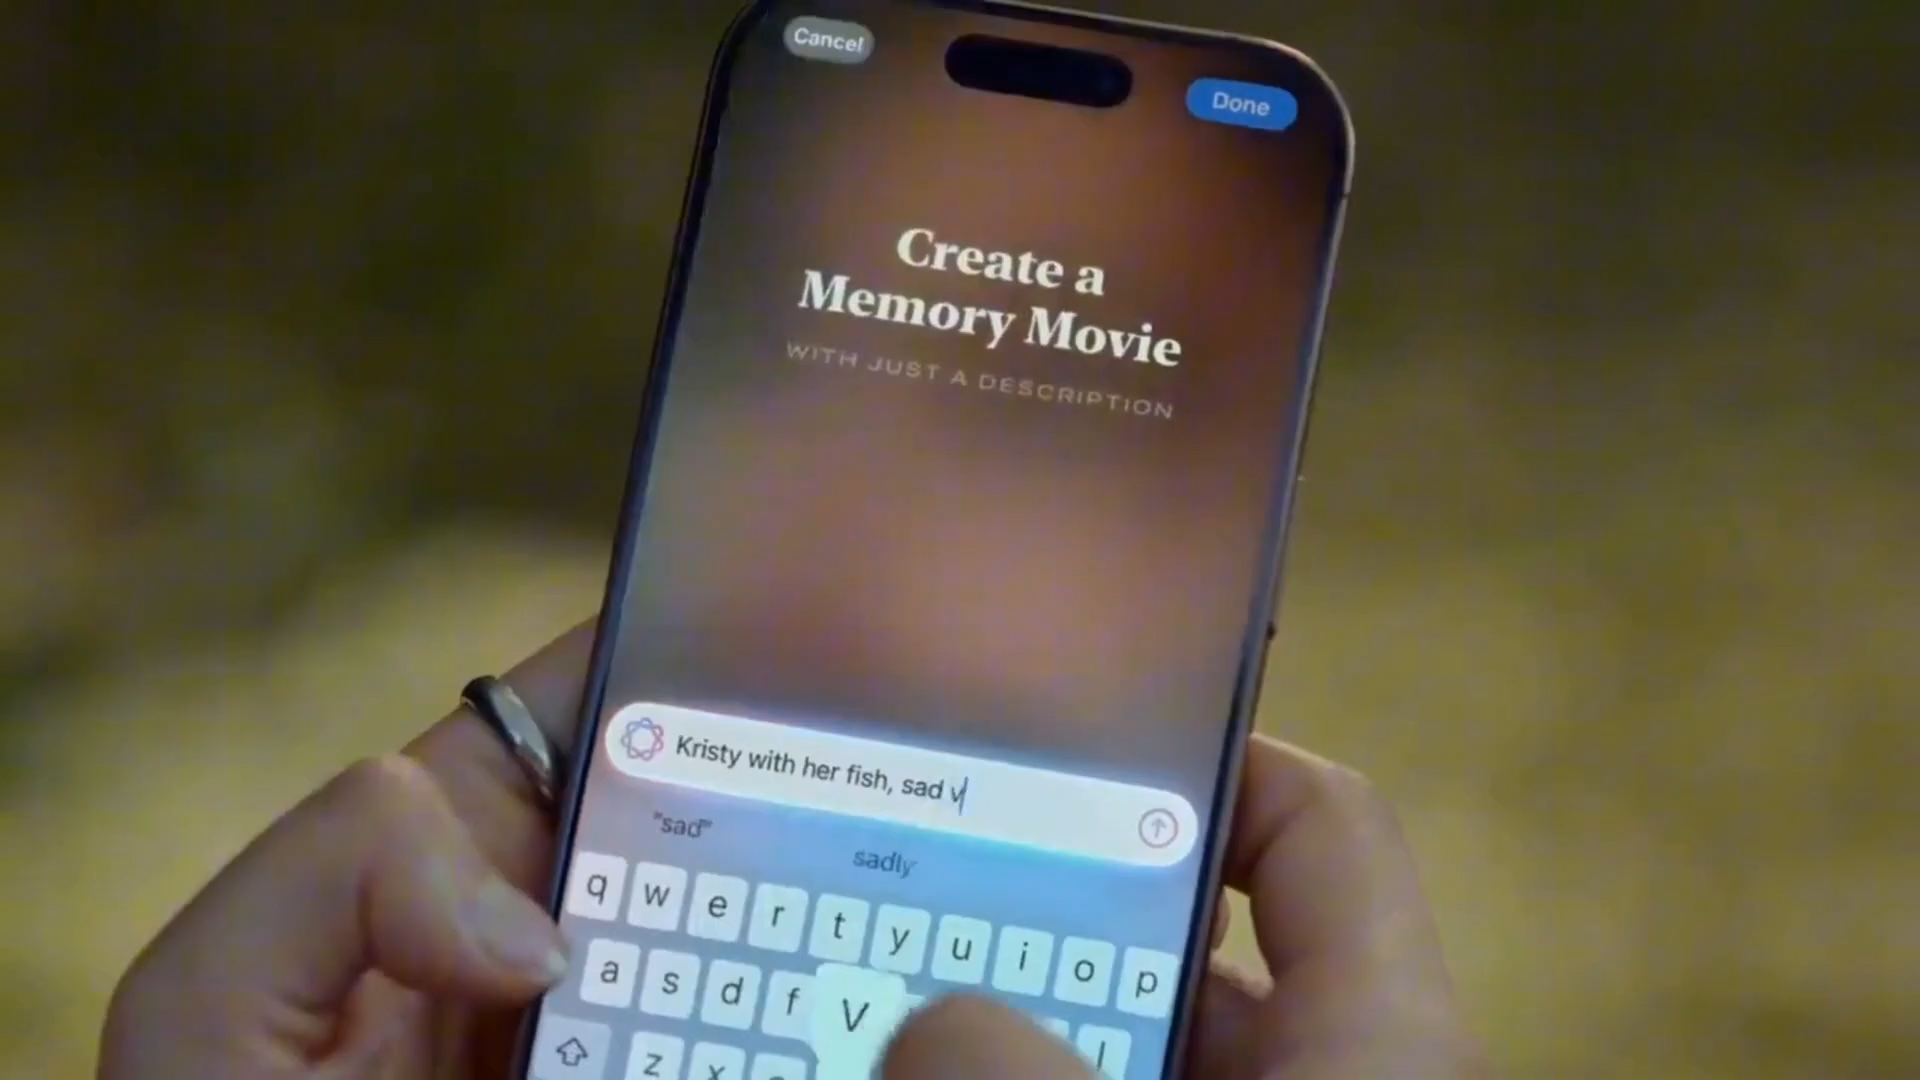 Cancel
Done
Create a
Memory Movie
WITH JUST A DESCRIPTION
Kristy with her fish, sad v
"sad"
sadly
q w e r t y u i o p
a s d f V l
z x